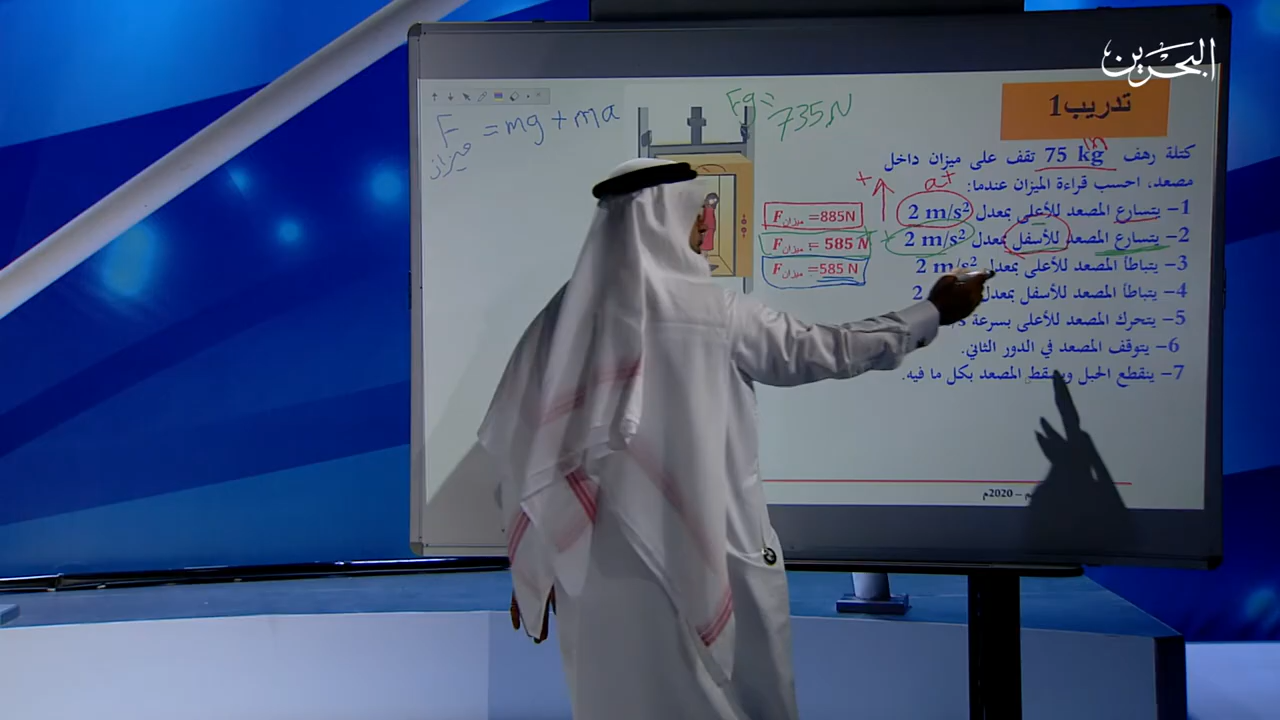 البحرين
تدريب1
كتلة رهف 75 kg تقف على ميزان داخل
m
مصعد، احسب قراءة الميزان عندما:
a+
1- يتسارع المصعد للأعلى بمعدل 2 m/s²
2- يتسارع المصعد للأسفل بمعدل 2 m/s²
3- يتباطأ المصعد للأعلى بمعدل 2 m/s²
4- يتباطأ المصعد للأسفل بمعدل 2
5- يتحرك المصعد للأعلى بسرعة
6- يتوقف المصعد في الدور الثاني.
7- ينقطع الحبل ويسقط المصعد بكل ما فيه.
+
F ميزان =885N
F ميزان = 585 N
F ميزان =585 N
Fg = 735N
F ميزان = mg + ma
2020م